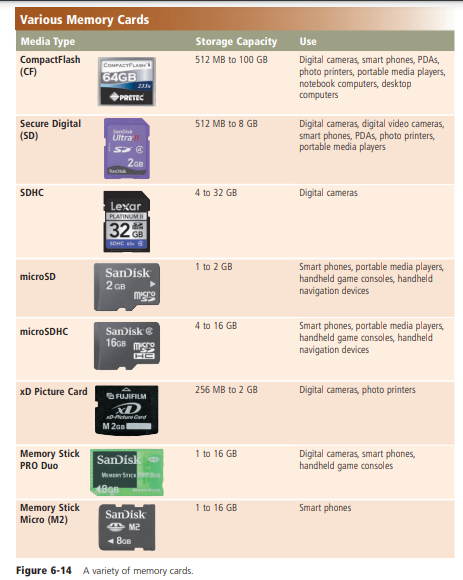 Various Memory Cards
Media Type Storage Capacity Use
CompactFlash
(CF)
COMPACTFLASH
64GB
233x
PRETEC
512 MB to 100 GB
Digital cameras, smart phones, PDAs,
photo printers, portable media players,
notebook computers, desktop
computers
Secure Digital
(SD)
SanDisk
Ultra II
SD 4
2GB
SanDisk
512 MB to 8 GB
Digital cameras, digital video cameras,
smart phones, PDAs, photo printers,
portable media players
SDHC
Lexar
PLATINUM II
32 GB
SDHC 60x 4
4 to 32 GB
Digital cameras
microSD
SanDisk
2 GB
micro
SD
1 to 2 GB
Smart phones, portable media players,
handheld game consoles, handheld
navigation devices
microSDHC
SanDisk 4
16GB
micro
SD
HC
4 to 16 GB
Smart phones, portable media players,
handheld game consoles, handheld
navigation devices
xD Picture Card
FUJIFILM
xD
xD-Picture Card
M 2GB
256 MB to 2 GB
Digital cameras, photo printers
Memory Stick
PRO Duo
SanDisk
MEMORY STICK
8GB
1 to 16 GB
Digital cameras, smart phones,
handheld game consoles
Memory Stick
Micro (M2)
SanDisk
M2
8GB
1 to 16 GB
Smart phones
Figure 6-14 A variety of memory cards.